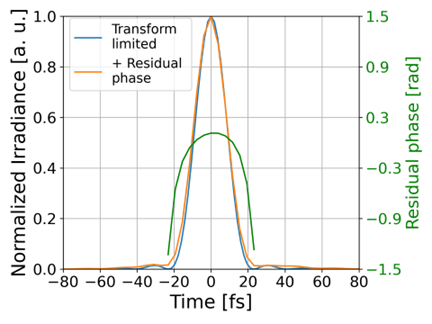 Normalized Irradiance [a. u.]
1.0
0.8
0.6
0.4
0.2
0.0
Transform
limited
+ Residual
phase
1.5
0.9
0.3
−0.3
−0.9
−1.5
Residual phase [rad]
−80 −60 −40 −20 0 20 40 60 80
Time [fs]